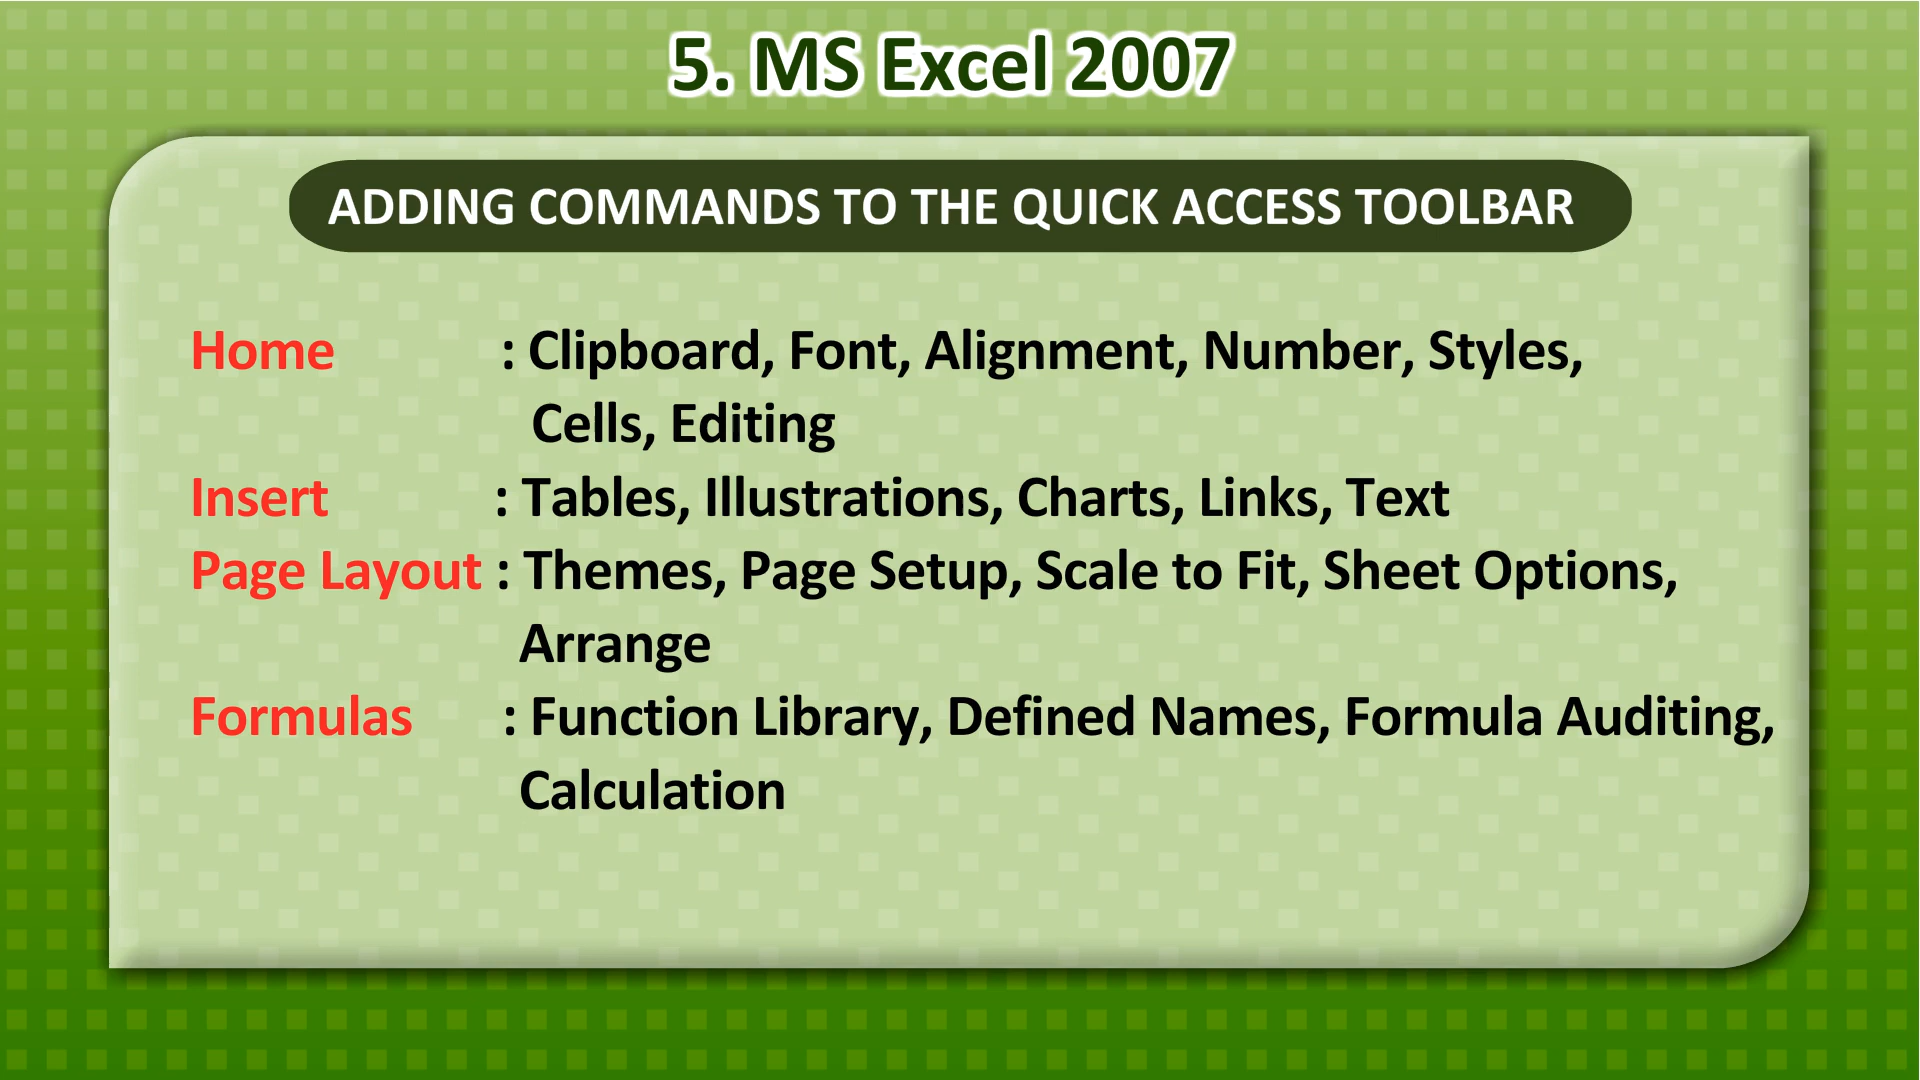 5. MS Excel 2007
ADDING COMMANDS TO THE QUICK ACCESS TOOLBAR
Home : Clipboard, Font, Alignment, Number, Styles,
Cells, Editing
Insert : Tables, Illustrations, Charts, Links, Text
Page Layout : Themes, Page Setup, Scale to Fit, Sheet Options,
Arrange
Formulas : Function Library, Defined Names, Formula Auditing,
Calculation